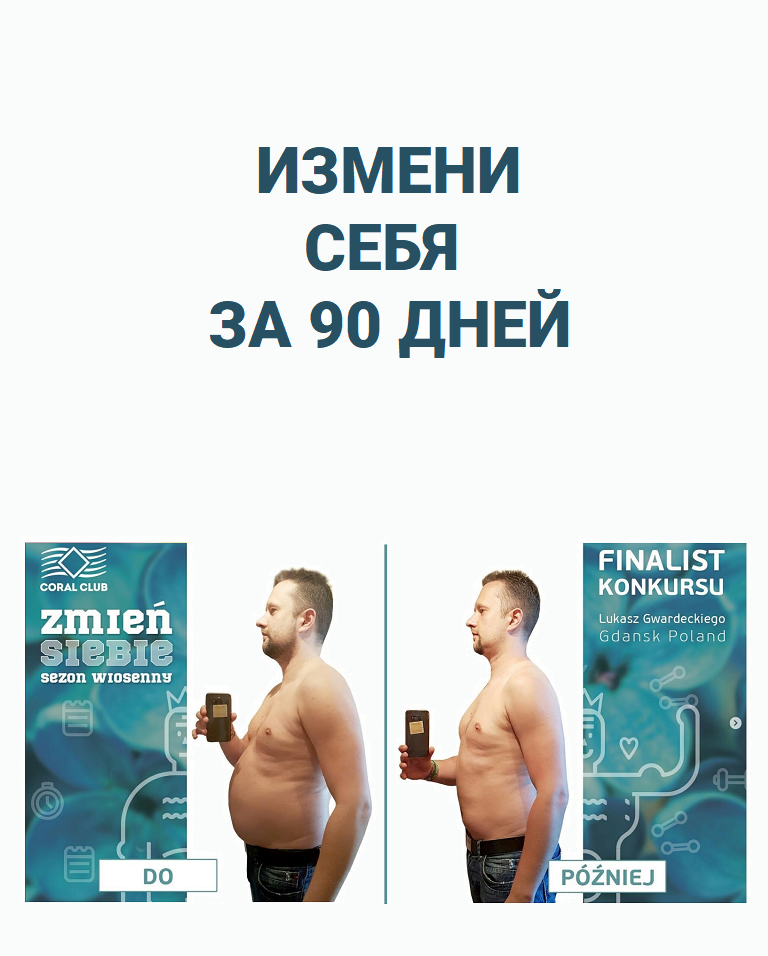 ИЗМЕНИ
СЕБЯ
ЗА 90 ДНЕЙ
CORAL CLUB
zmień
siebie
sezon wiosenny
DO
FINALIST
KONKURSU
Lukasz Gwardeckiego
Gdansk Poland
PÓŹNIEJ